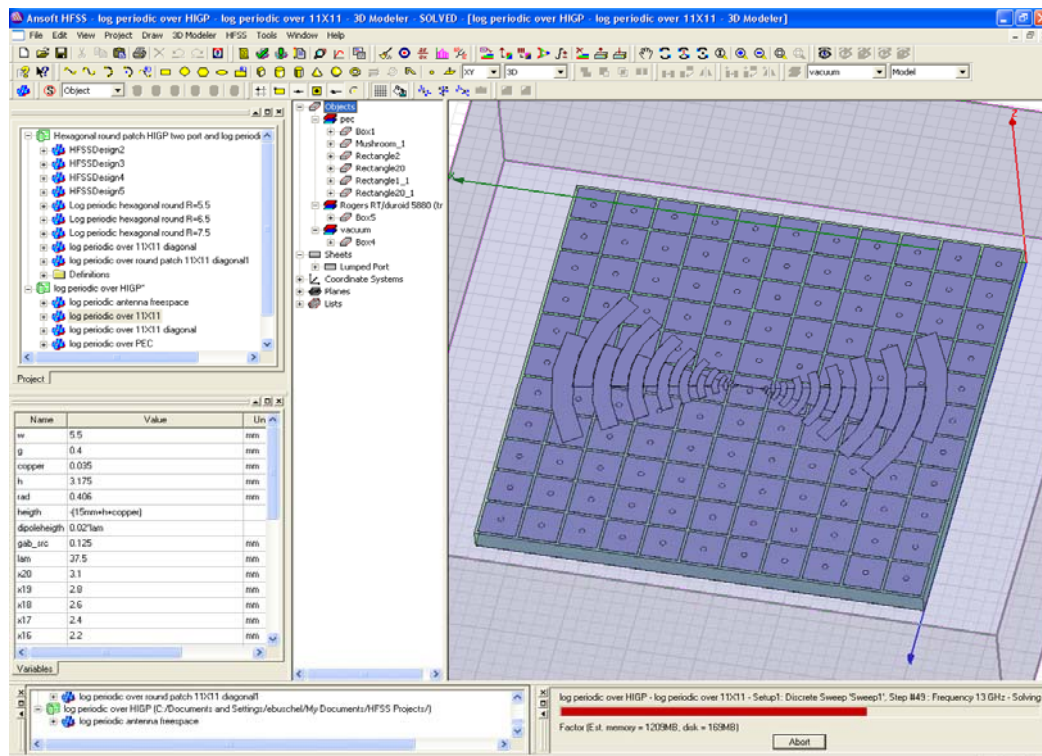 Ansoft HFSS - log periodic over HIGP - log periodic over 11X11 - 3D Modeler - SOLVED - [log periodic over HIGP - log periodic over 11X11 - 3D Modeler]
File Edit View Project Draw 3D Modeler HFSS Tools Window Help
XY 3D vacuum Model
Object
Hexagonal round patch HIGP two port and log periodi
HFSSDesign2
HFSSDesign3
HFSSDesign4
HFSSDesign5
Log periodic hexagonal round R=5.5
Log periodic hexagonal round R=6.5
Log periodic hexagonal round R=7.5
log periodic over 11X11 diagonal
log periodic over round patch 11X11 diagonal1
Definitions
log periodic over HIGP*
log periodic antenna freespace
log periodic over 11X11
log periodic over 11X11 diagonal
log periodic over PEC
Project
Name Value Un
w 5.5 mm
g 0.4 mm
copper 0.035 mm
h 3.175 mm
rad 0.406 mm
heigth -(15mm+h+copper)
dipoleheigth 0.02*lam
gab_src 0.125 mm
lam 37.5 mm
x20 3.1 mm
x19 2.8 mm
x18 2.6 mm
x17 2.4 mm
x16 2.2 mm
Variables
Objects
pec
Box1
Mushroom_1
Rectangle2
Rectangle20
Rectangle1_1
Rectangle20_1
Rogers RT/duroid 5880 (tr
Box5
vacuum
Box4
Sheets
Lumped Port
Coordinate Systems
Planes
Lists
Z
log periodic over round patch 11X11 diagonal1
log periodic over HIGP (C:/Documents and Settings/ebuschel/My Documents/HFSS Projects/)
log periodic antenna freespace
log periodic over HIGP - log periodic over 11X11 - Setup1: Discrete Sweep 'Sweep1', Step #49 : Frequency 13 GHz - Solving
Factor (Est. memory = 1209MB, disk = 169MB)
Abort